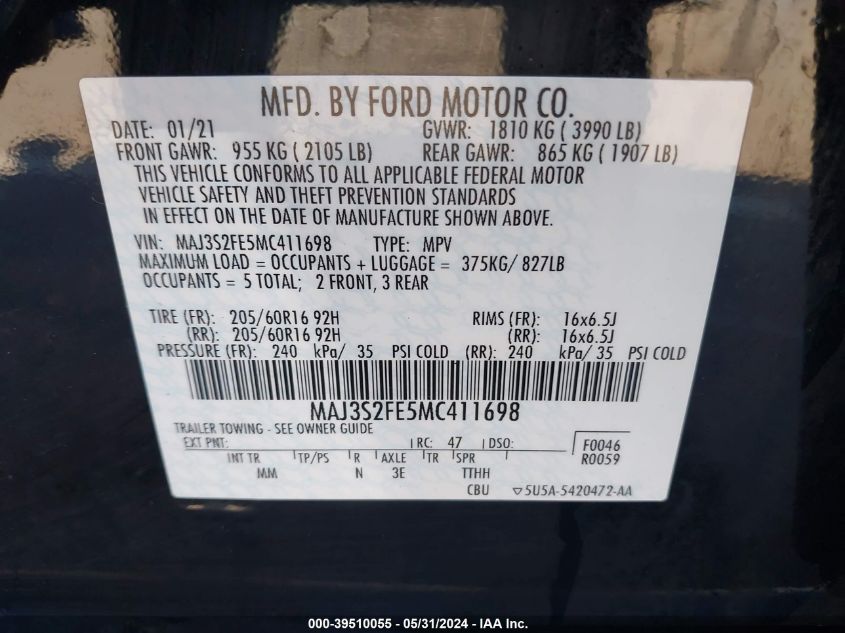 MFD. BY FORD MOTOR CO.
DATE: 01/21 GVWR: 1810 KG ( 3990 LB)
FRONT GAWR: 955 KG ( 2105 LB) REAR GAWR: 865 KG ( 1907 LB)
THIS VEHICLE CONFORMS TO ALL APPLICABLE FEDERAL MOTOR
VEHICLE SAFETY AND THEFT PREVENTION STANDARDS
IN EFFECT ON THE DATE OF MANUFACTURE SHOWN ABOVE.
VIN: MAJ3S2FE5MC411698 TYPE: MPV
MAXIMUM LOAD = OCCUPANTS + LUGGAGE = 375KG/ 827LB
OCCUPANTS = 5 TOTAL; 2 FRONT, 3 REAR
TIRE (FR): 205/60R16 92H RIMS (FR): 16x6.5J
(RR): 205/60R16 92H (RR): 16x6.5J
PRESSURE (FR): 240 kPa/ 35 PSI COLD (RR): 240 kPa/ 35 PSI COLD
MAJ3S2FE5MC411698
TRAILER TOWING - SEE OWNER GUIDE
EXT PNT: RC: 47 DSO: F0046
INT TR TP/PS R AXLE TR SPR R0059
MM N 3E TTHH
CBU ▽5U5A-5420472-AA
000-39510055 - 05/31/2024 - IAA Inc.